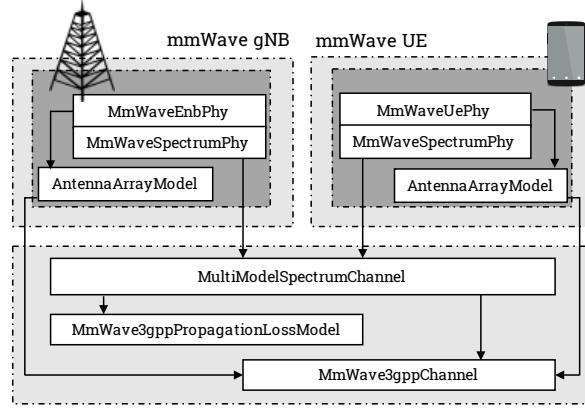 mmWave gNB
mmWave UE
MmWaveEnbPhy
MmWaveSpectrumPhy
AntennaArrayModel
MmWaveUePhy
MmWaveSpectrumPhy
AntennaArrayModel
MultiModelSpectrumChannel
MmWave3gppPropagationLossModel
MmWave3gppChannel